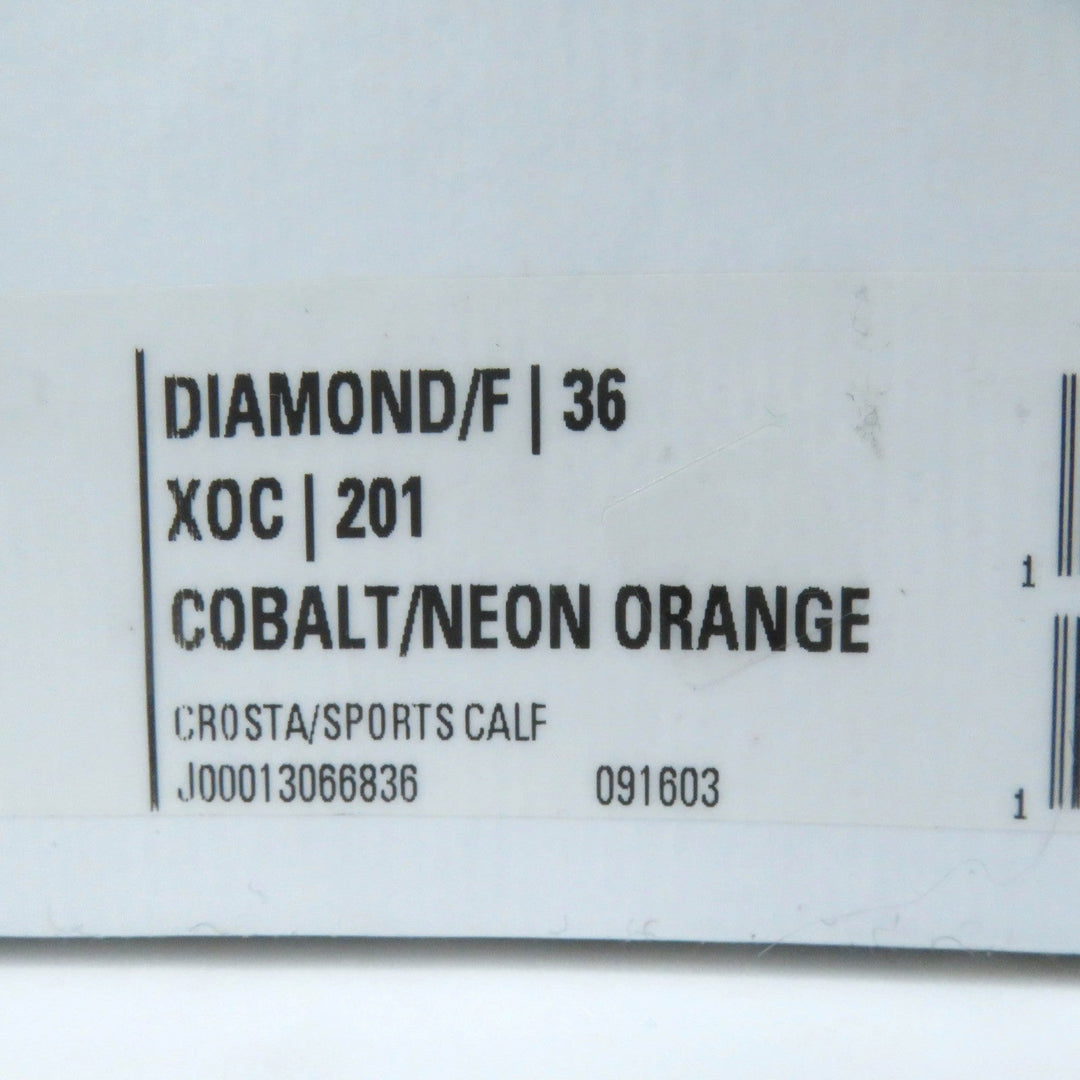 DIAMOND/F | 36
XOC | 201
COBALT/NEON ORANGE
CROSTA/SPORTS CALF
J00013066836 091603
1
1